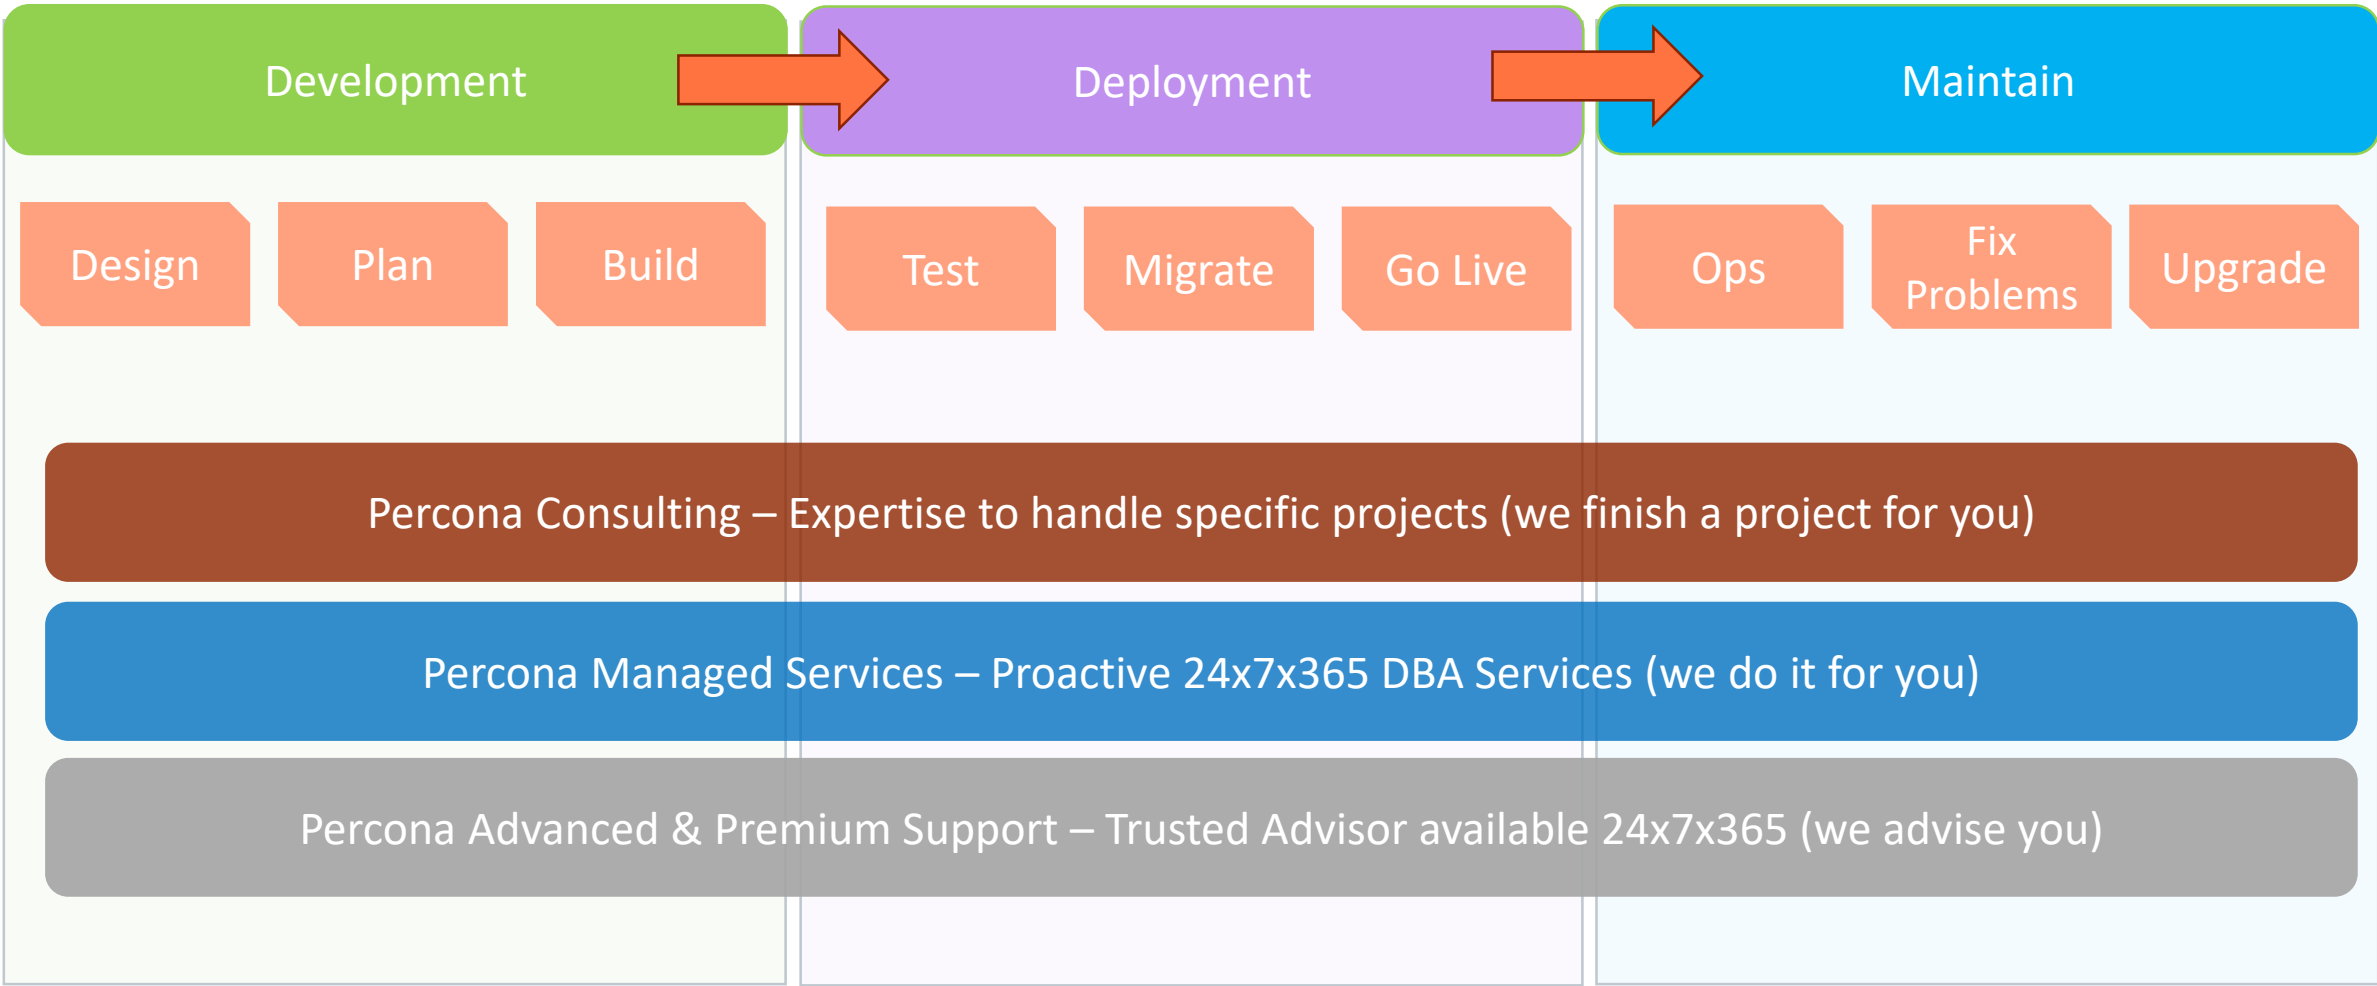 Development
Deployment
Maintain
Design
Plan
Build
Test
Migrate
Go Live
Ops
Fix
Problems
Upgrade
Percona Consulting – Expertise to handle specific projects (we finish a project for you)
Percona Managed Services – Proactive 24x7x365 DBA Services (we do it for you)
Percona Advanced & Premium Support – Trusted Advisor available 24x7x365 (we advise you)